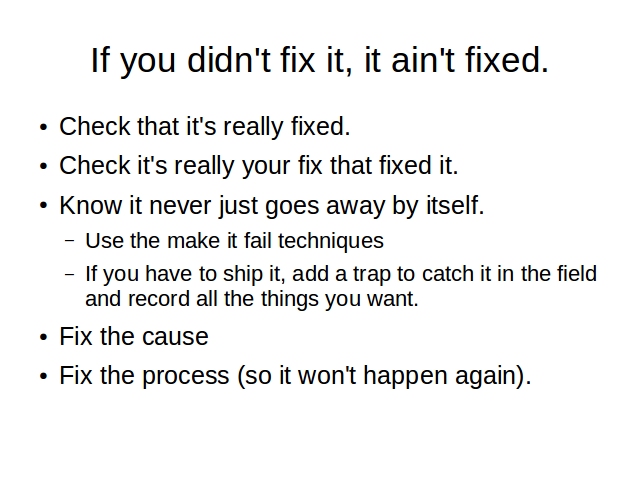 If you didn't fix it, it ain't fixed.
• Check that it's really fixed.
• Check it's really your fix that fixed it.
• Know it never just goes away by itself.
– Use the make it fail techniques
– If you have to ship it, add a trap to catch it in the field
and record all the things you want.
• Fix the cause
• Fix the process (so it won't happen again).